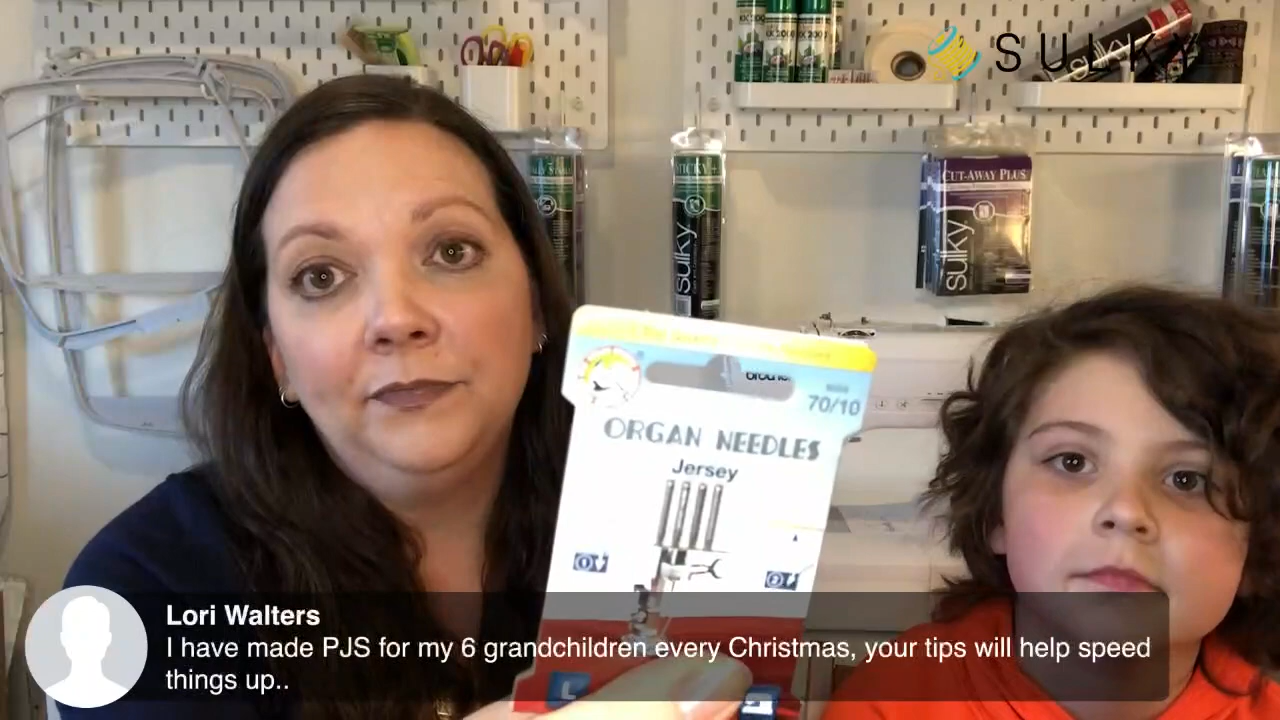 SULKY
CUT-AWAY PLUS
sulky
sulky
sulky
70/10
ORGAN NEEDLES
Jersey
Lori Walters
I have made PJS for my 6 grandchildren every Christmas, your tips will help speed
things up..